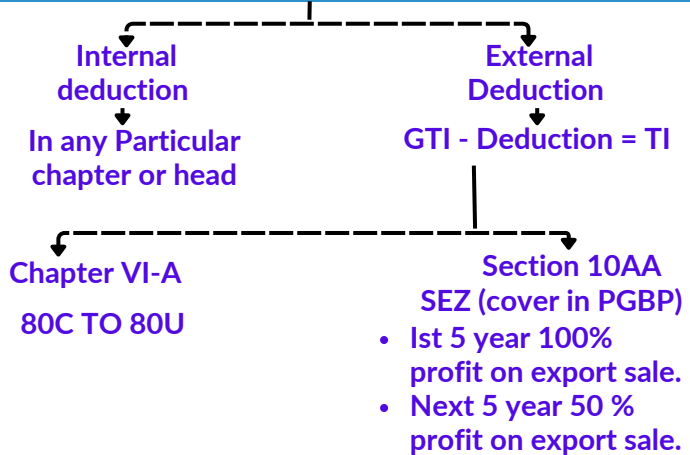 Internal
deduction
In any Particular
chapter or head
External
Deduction
GTI - Deduction = TI
Chapter VI-A
80C TO 80U
Section 10AA
SEZ (cover in PGBP)
• Ist 5 year 100%
profit on export sale.
• Next 5 year 50 %
profit on export sale.